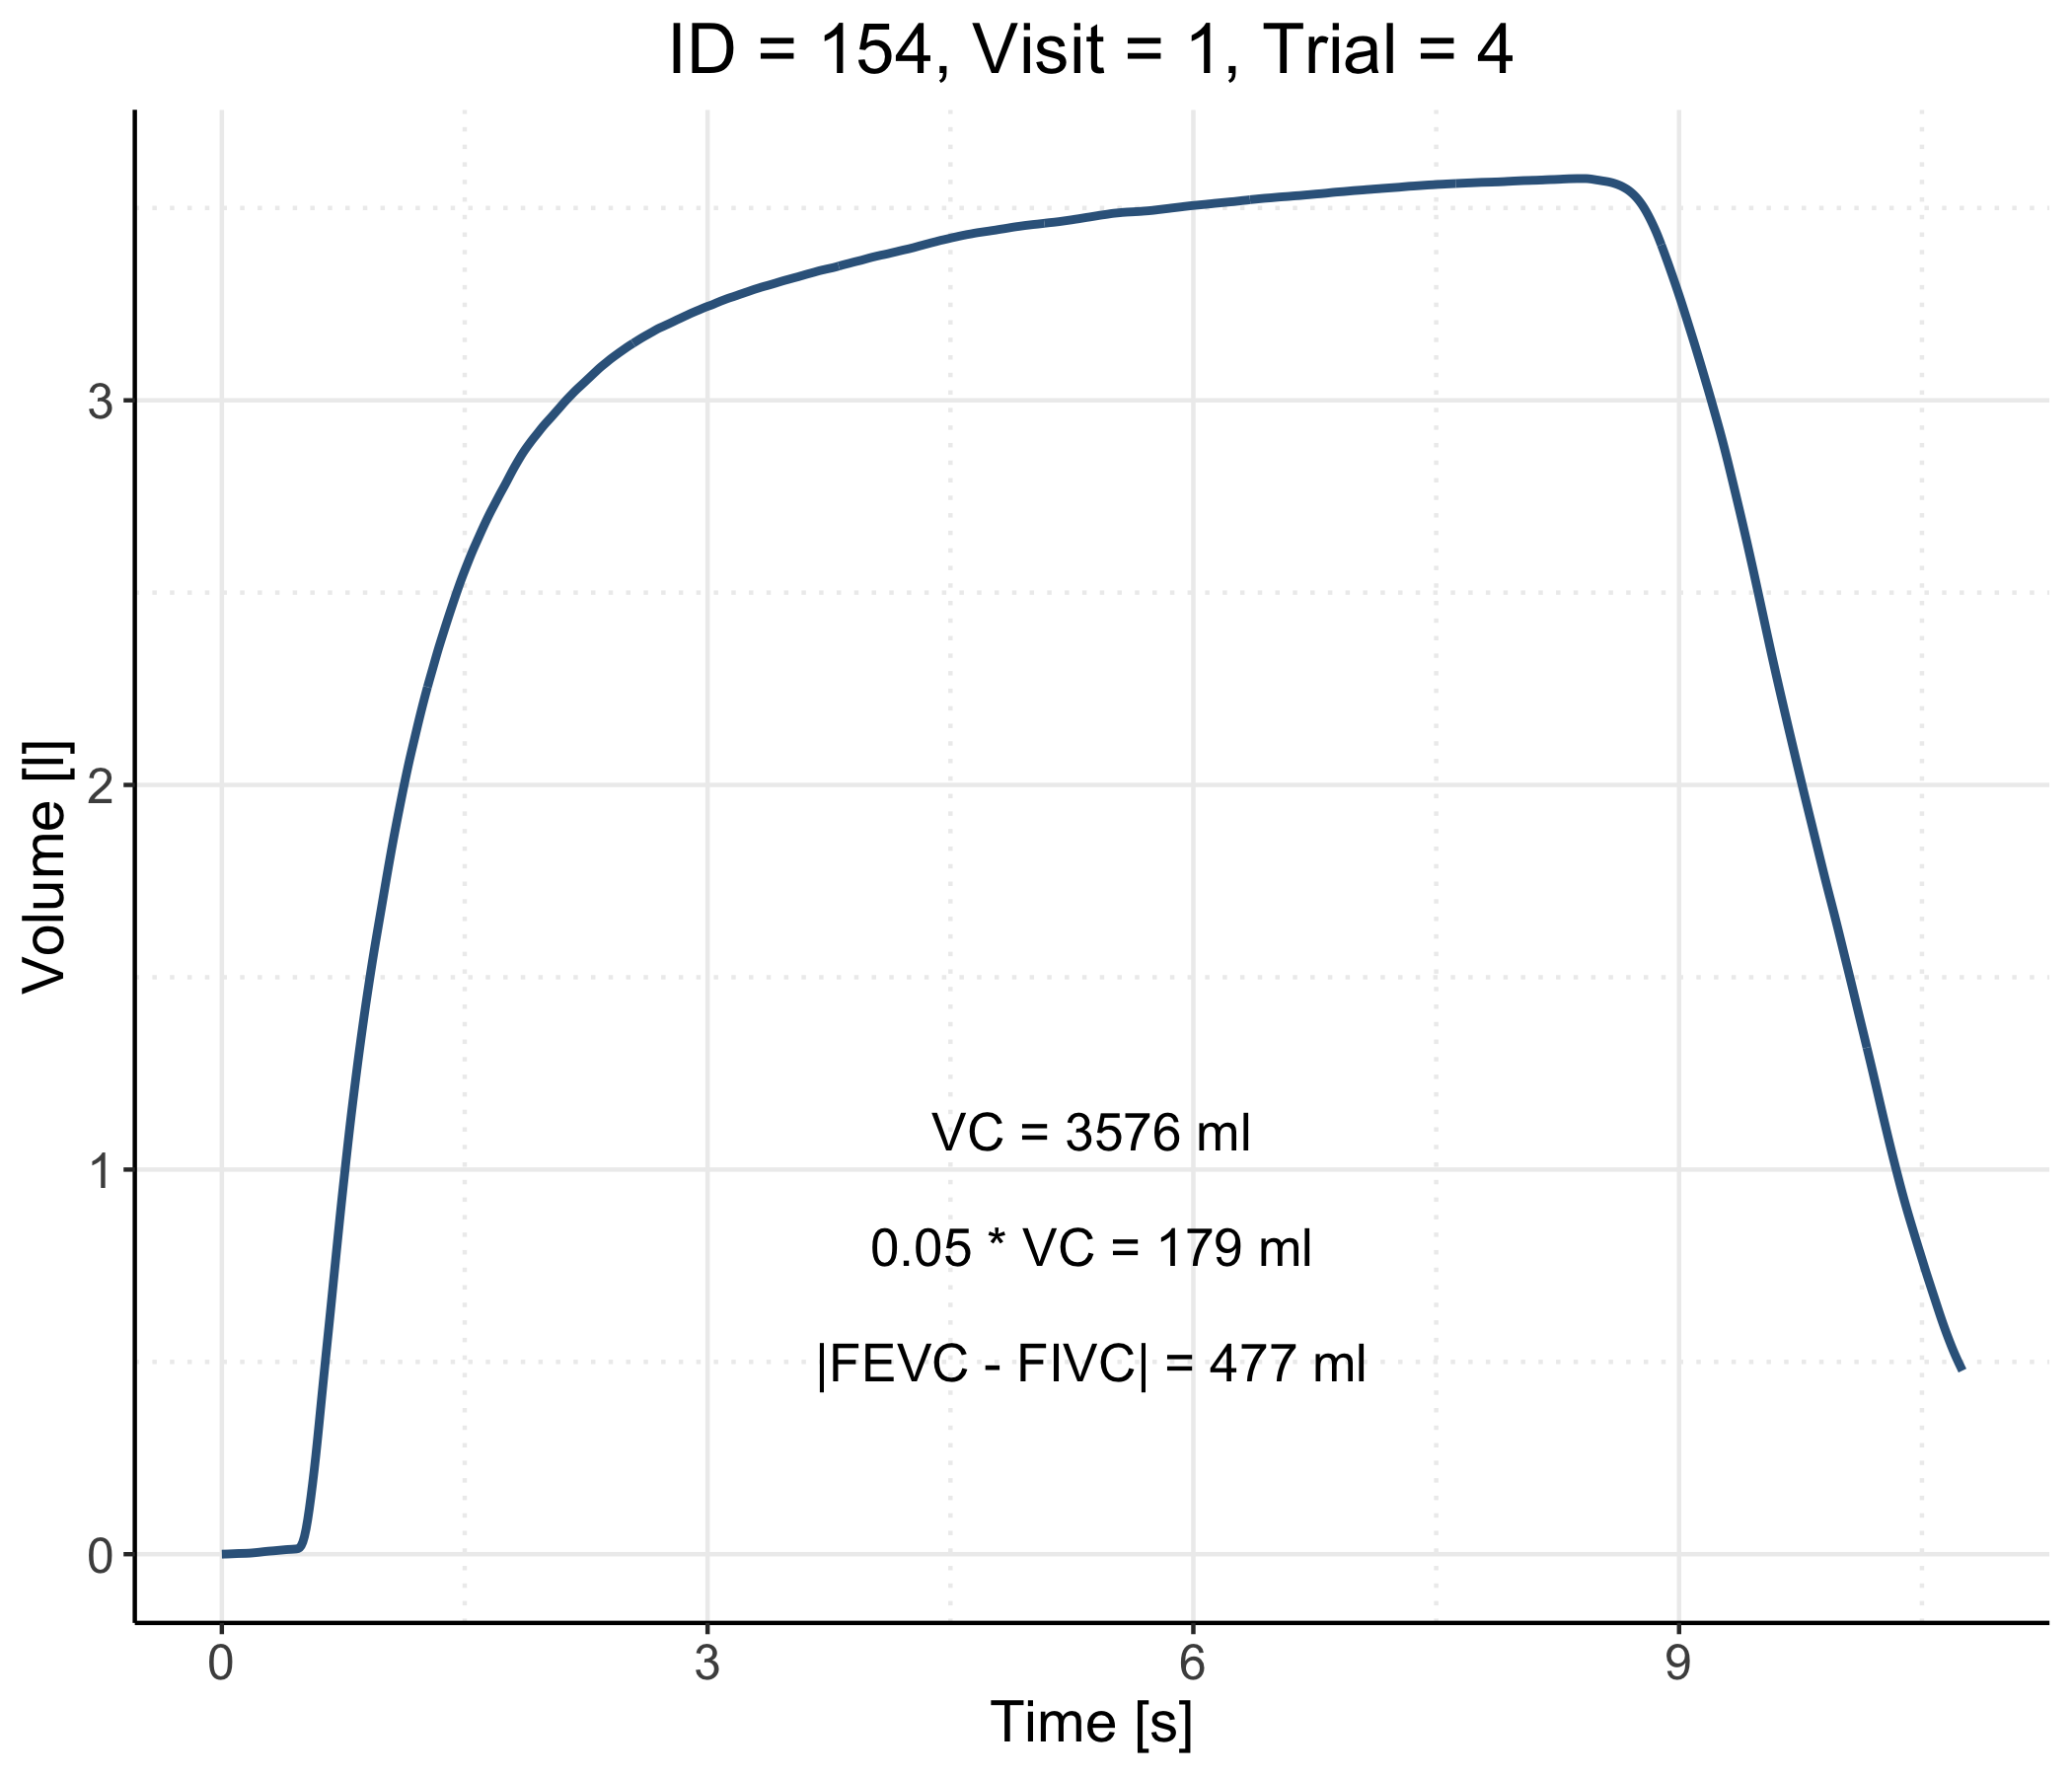 ID = 154, Visit = 1, Trial = 4
Volume [l]
3
2
1
0
VC = 3576 ml
0.05 * VC = 179 ml
|FEVC - FIVC| = 477 ml
0 3 6 9
Time [s]